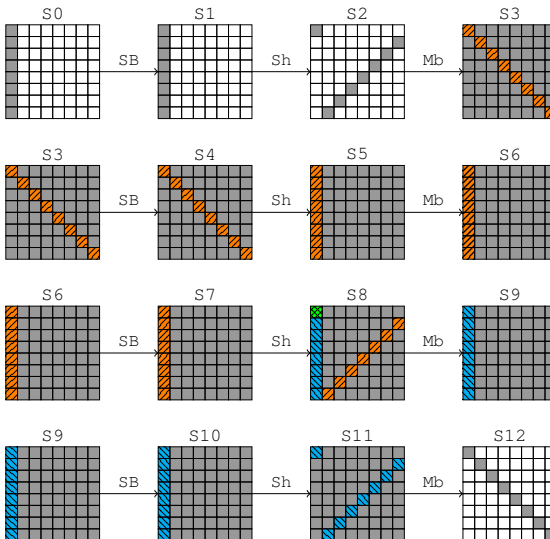 S0 S1 S2 S3
SB Sh Mb
S3 S4 S5 S6
SB Sh Mb
S6 S7 S8 S9
SB Sh Mb
S9 S10 S11 S12
SB Sh Mb